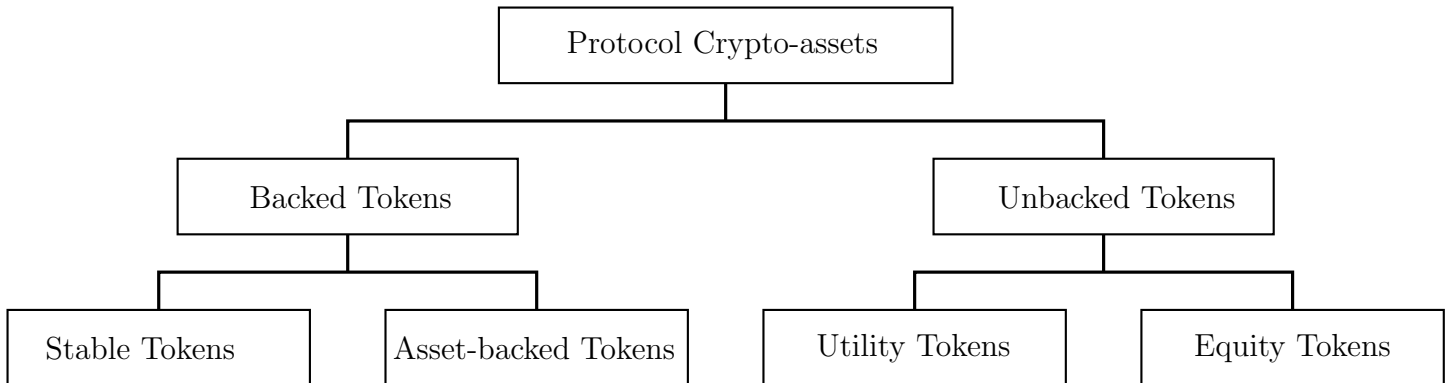 Protocol Crypto-assets
Backed Tokens
Unbacked Tokens
Stable Tokens
Asset-backed Tokens
Utility Tokens
Equity Tokens